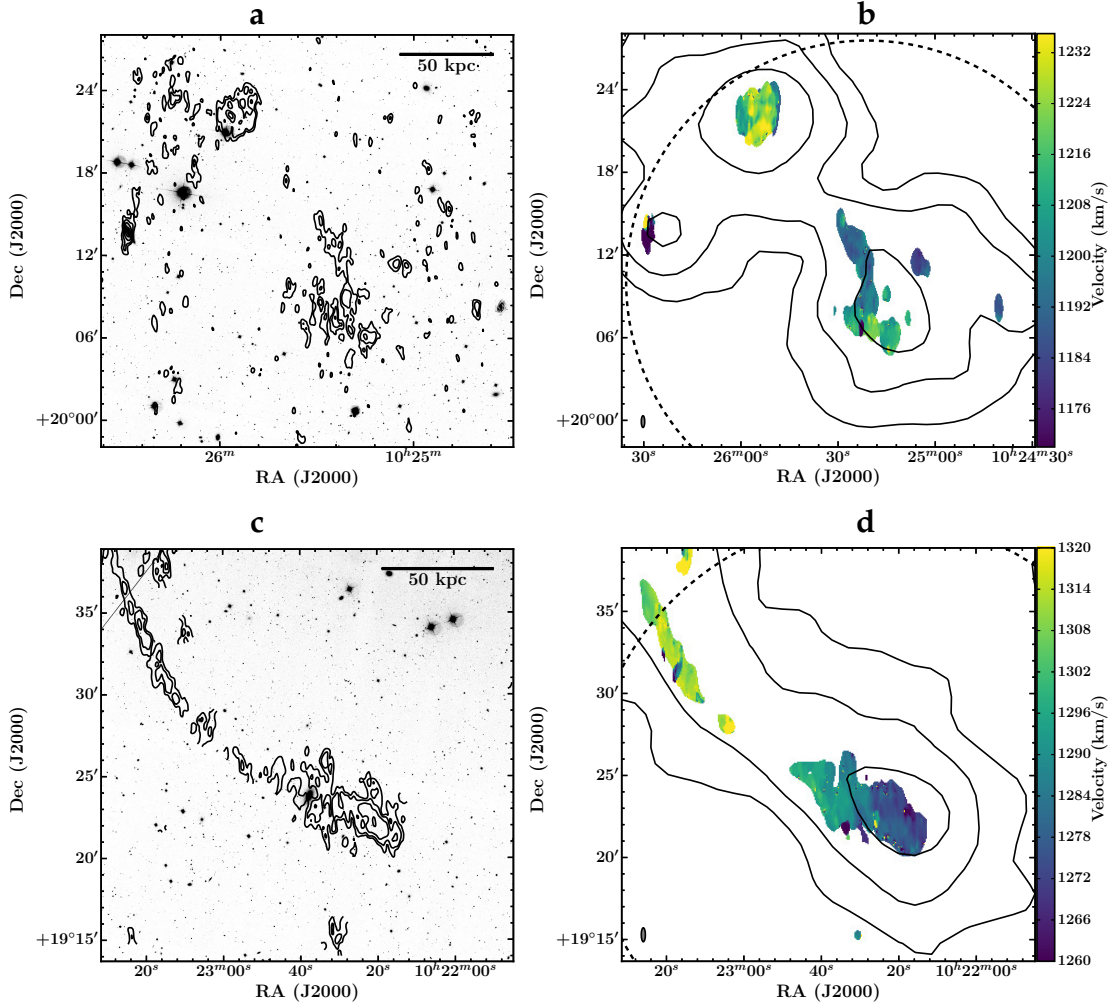 a
b
50 kpc
24′
18′
12′
06′
+20°00′
Dec (J2000)
26ᵐ
10ʰ25ᵐ
RA (J2000)
24′
18′
12′
06′
+20°00′
Dec (J2000)
30ˢ
26ᵐ00ˢ
30ˢ
25ᵐ00ˢ
10ʰ24ᵐ30ˢ
RA (J2000)
1232
1224
1216
1208
1200
1192
1184
1176
Velocity (km/s)
c
d
50 kpc
35′
30′
25′
20′
+19°15′
Dec (J2000)
20ˢ
23ᵐ00ˢ
40ˢ
20ˢ
10ʰ22ᵐ00ˢ
RA (J2000)
35′
30′
25′
20′
+19°15′
Dec (J2000)
20ˢ
23ᵐ00ˢ
40ˢ
20ˢ
10ʰ22ᵐ00ˢ
RA (J2000)
1320
1314
1308
1302
1296
1290
1284
1278
1272
1266
1260
Velocity (km/s)